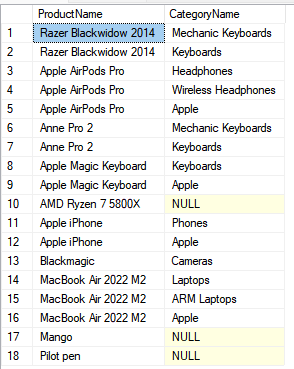 ProductName CategoryName
1 Razer Blackwidow 2014 Mechanic Keyboards
2 Razer Blackwidow 2014 Keyboards
3 Apple AirPods Pro Headphones
4 Apple AirPods Pro Wireless Headphones
5 Apple AirPods Pro Apple
6 Anne Pro 2 Mechanic Keyboards
7 Anne Pro 2 Keyboards
8 Apple Magic Keyboard Keyboards
9 Apple Magic Keyboard Apple
10 AMD Ryzen 7 5800X NULL
11 Apple iPhone Phones
12 Apple iPhone Apple
13 Blackmagic Cameras
14 MacBook Air 2022 M2 Laptops
15 MacBook Air 2022 M2 ARM Laptops
16 MacBook Air 2022 M2 Apple
17 Mango NULL
18 Pilot pen NULL